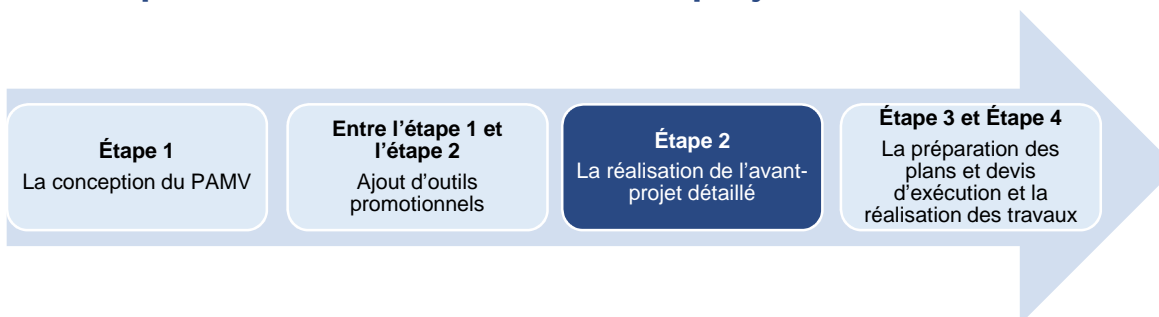 Étape 1
La conception du PAMV
Entre l'étape 1 et
l'étape 2
Ajout d'outils
promotionnels
Étape 2
La réalisation de l'avant-
projet détaillé
Étape 3 et Étape 4
La préparation des
plans et devis
d'exécution et la
réalisation des travaux